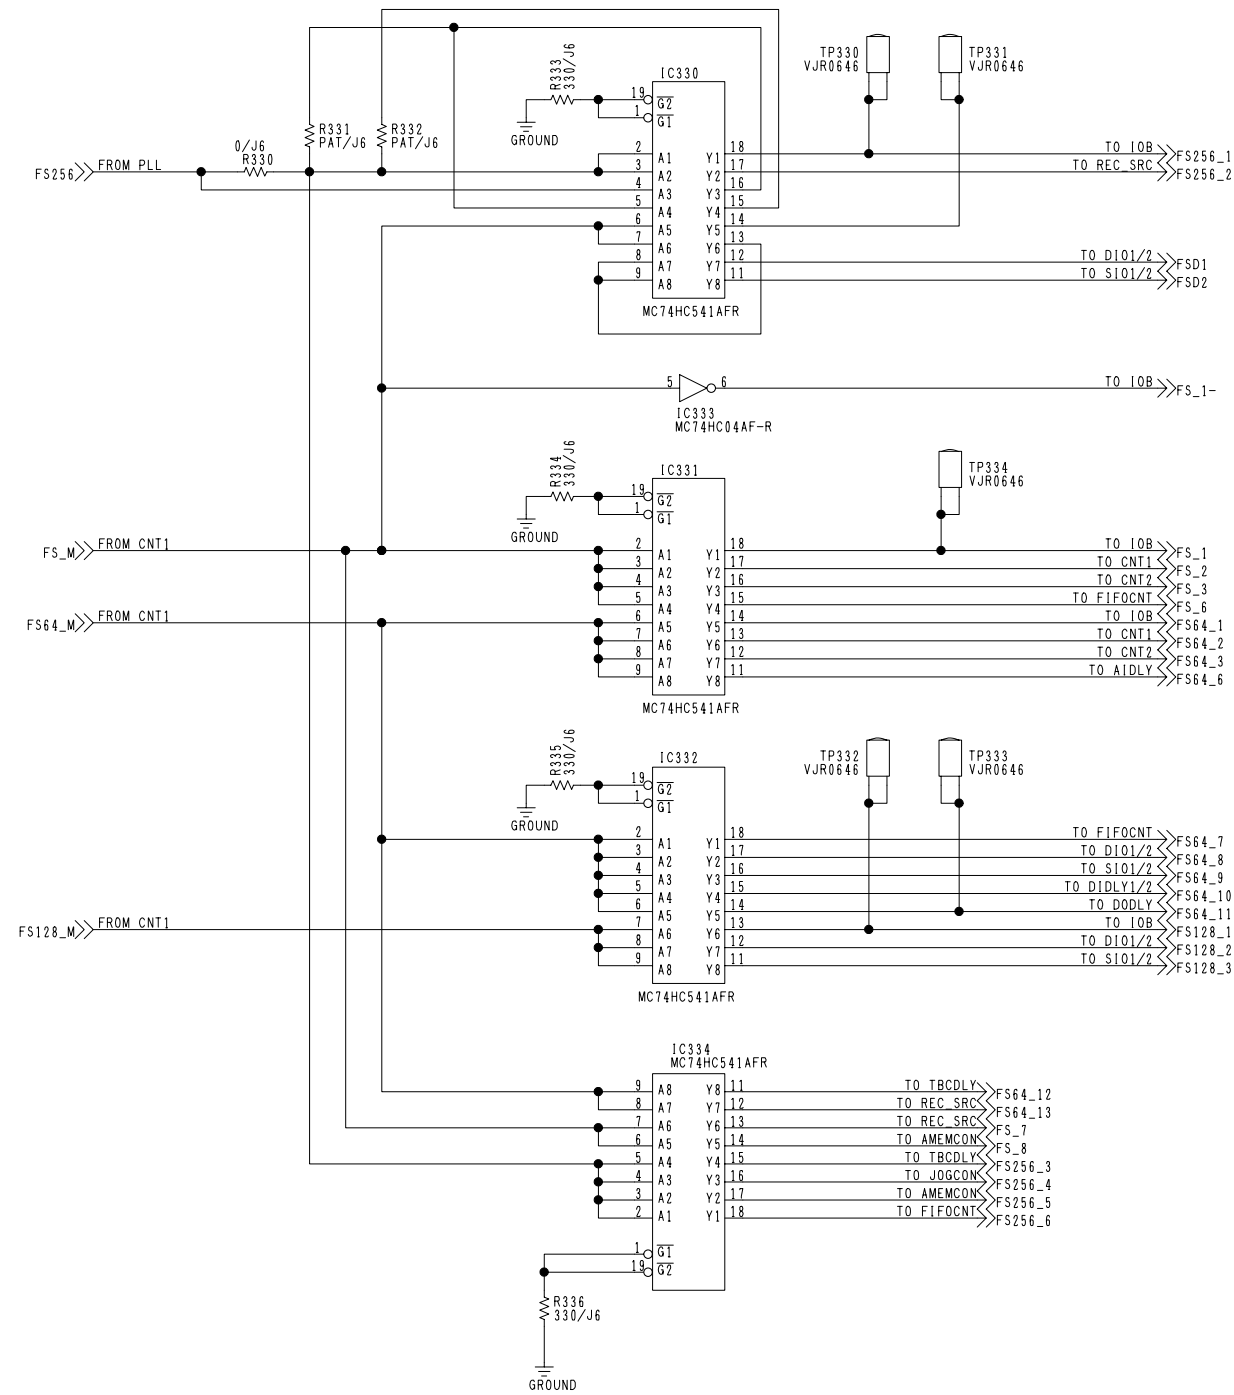 TP330
VJR0646
TP331
VJR0646
R333
330/J6
IC330
19
G2
1
G1
GROUND
R331
PAT/J6
R332
PAT/J6
0/J6
R330
FS256
FROM PLL
2
A1
Y1
18
TO IOB
FS256_1
3
A2
Y2
17
TO REC_SRC
FS256_2
4
A3
Y3
16
5
A4
Y4
15
6
A5
Y5
14
7
A6
Y6
13
8
A7
Y7
12
TO DIO1/2
FSD1
9
A8
Y8
11
TO SIO1/2
FSD2
MC74HC541AFR
5
6
TO IOB
FS_1-
IC333
MC74HC04AF-R
R334
330/J6
IC331
TP334
VJR0646
19
G2
1
G1
GROUND
FS_M
FROM CNT1
2
A1
Y1
18
TO IOB
FS_1
3
A2
Y2
17
TO CNT1
FS_2
4
A3
Y3
16
TO CNT2
FS_3
5
A4
Y4
15
TO FIFOCNT
FS_6
FS64_M
FROM CNT1
6
A5
Y5
14
TO IOB
FS64_1
7
A6
Y6
13
TO CNT1
FS64_2
8
A7
Y7
12
TO CNT2
FS64_3
9
A8
Y8
11
TO AIDLY
FS64_6
MC74HC541AFR
R335
330/J6
IC332
TP332
VJR0646
TP333
VJR0646
19
G2
1
G1
GROUND
2
A1
Y1
18
TO FIFOCNT
FS64_7
3
A2
Y2
17
TO DIO1/2
FS64_8
4
A3
Y3
16
TO SIO1/2
FS64_9
5
A4
Y4
15
TO DIDLY1/2
FS64_10
6
A5
Y5
14
TO DODLY
FS64_11
FS128_M
FROM CNT1
7
A6
Y6
13
TO IOB
FS128_1
8
A7
Y7
12
TO DIO1/2
FS128_2
9
A8
Y8
11
TO SIO1/2
FS128_3
MC74HC541AFR
IC334
MC74HC541AFR
9
A8
Y8
11
TO TBCDLY
FS64_12
8
A7
Y7
12
TO REC_SRC
FS64_13
7
A6
Y6
13
TO REC_SRC
FS_7
6
A5
Y5
14
TO AMEMCON
FS_8
5
A4
Y4
15
TO TBCDLY
FS256_3
4
A3
Y3
16
TO JOGCON
FS256_4
3
A2
Y2
17
TO AMEMCON
FS256_5
2
A1
Y1
18
TO FIFOCNT
FS256_6
1
G1
19
G2
R336
330/J6
GROUND